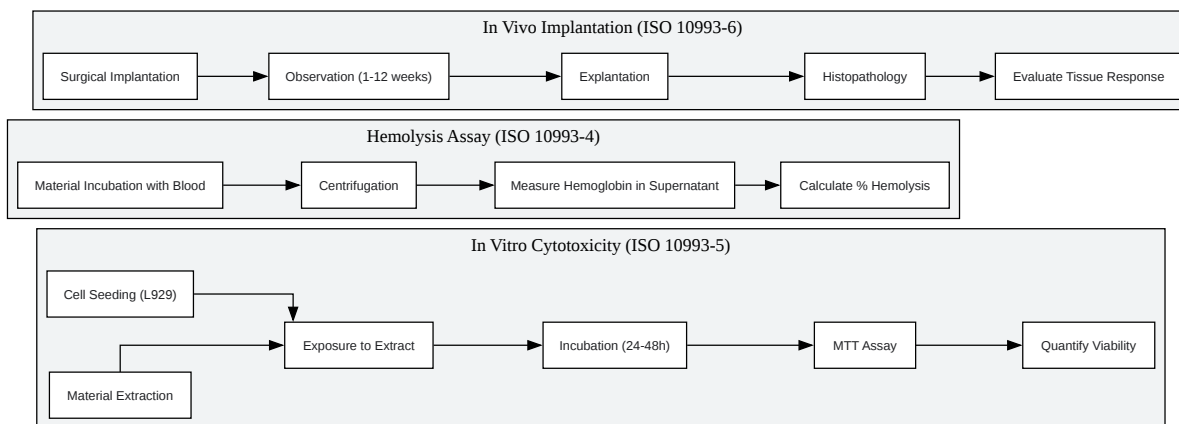 In Vivo Implantation (ISO 10993-6)
Surgical Implantation
Observation (1-12 weeks)
Explantation
Histopathology
Evaluate Tissue Response
Hemolysis Assay (ISO 10993-4)
Material Incubation with Blood
Centrifugation
Measure Hemoglobin in Supernatant
Calculate % Hemolysis
In Vitro Cytotoxicity (ISO 10993-5)
Cell Seeding (L929)
Exposure to Extract
Incubation (24-48h)
MTT Assay
Quantify Viability
Material Extraction